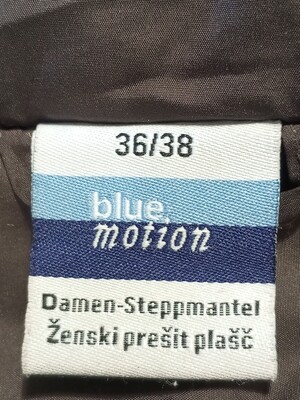 36/38
blue
motion
Damen-Steppmantel
Ženski prešit plašč